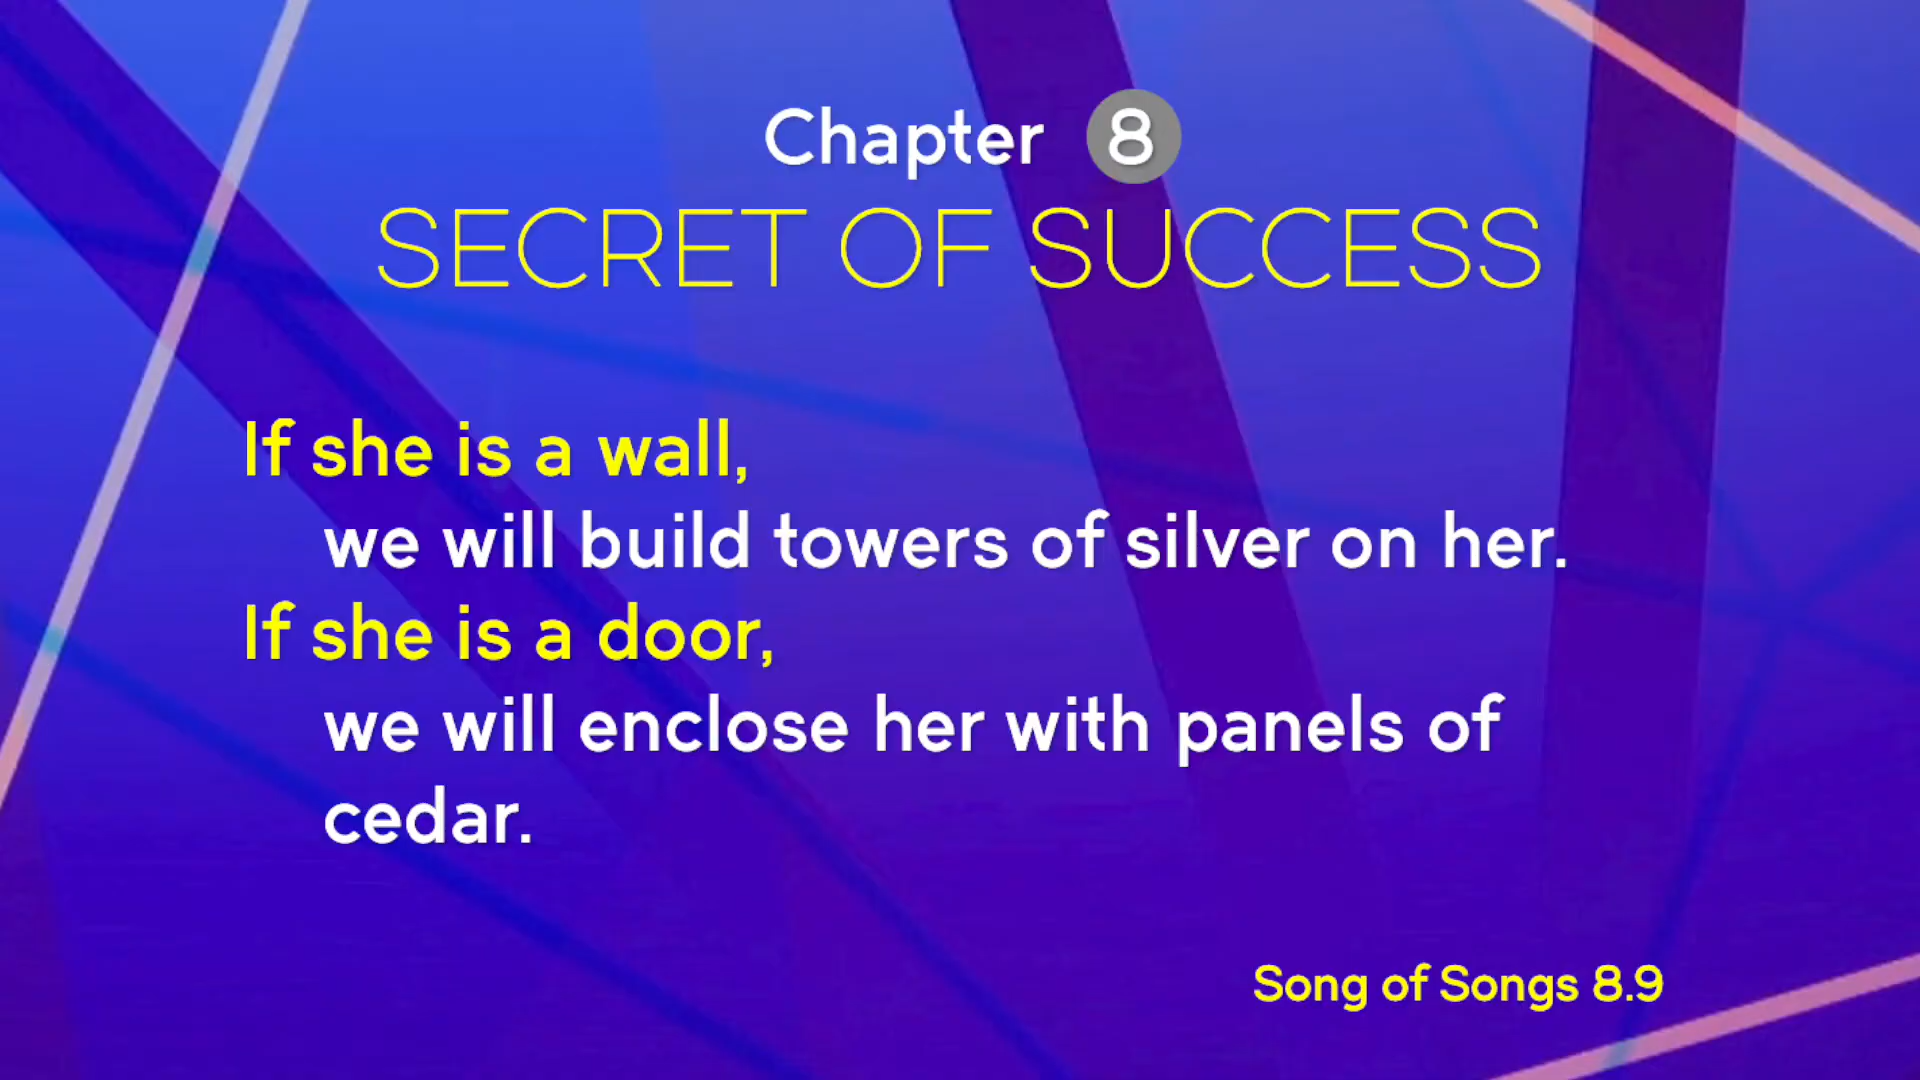 Chapter 8
SECRET OF SUCCESS
If she is a wall,
we will build towers of silver on her.
If she is a door,
we will enclose her with panels of
cedar.
Song of Songs 8.9